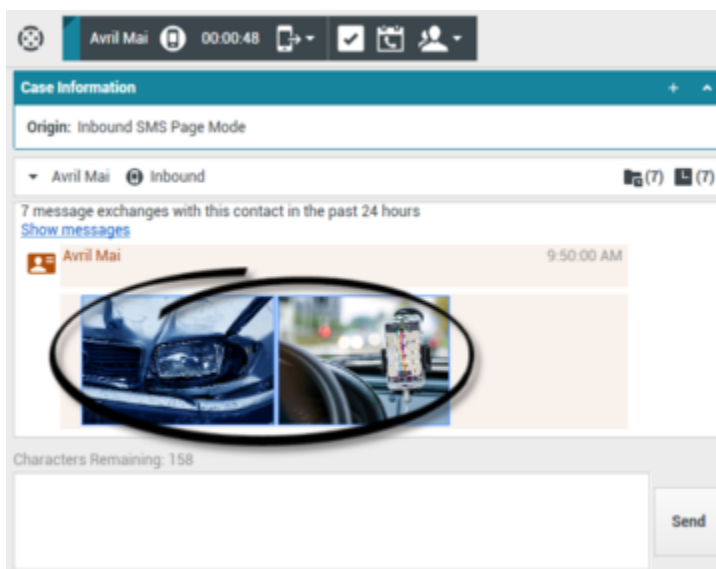 Avril Mai 00:00:48
Case Information
Origin: Inbound SMS Page Mode
Avril Mai Inbound (7) (7)
7 message exchanges with this contact in the past 24 hours
Show messages
Avril Mai 9:50:00 AM
Characters Remaining: 158
Send